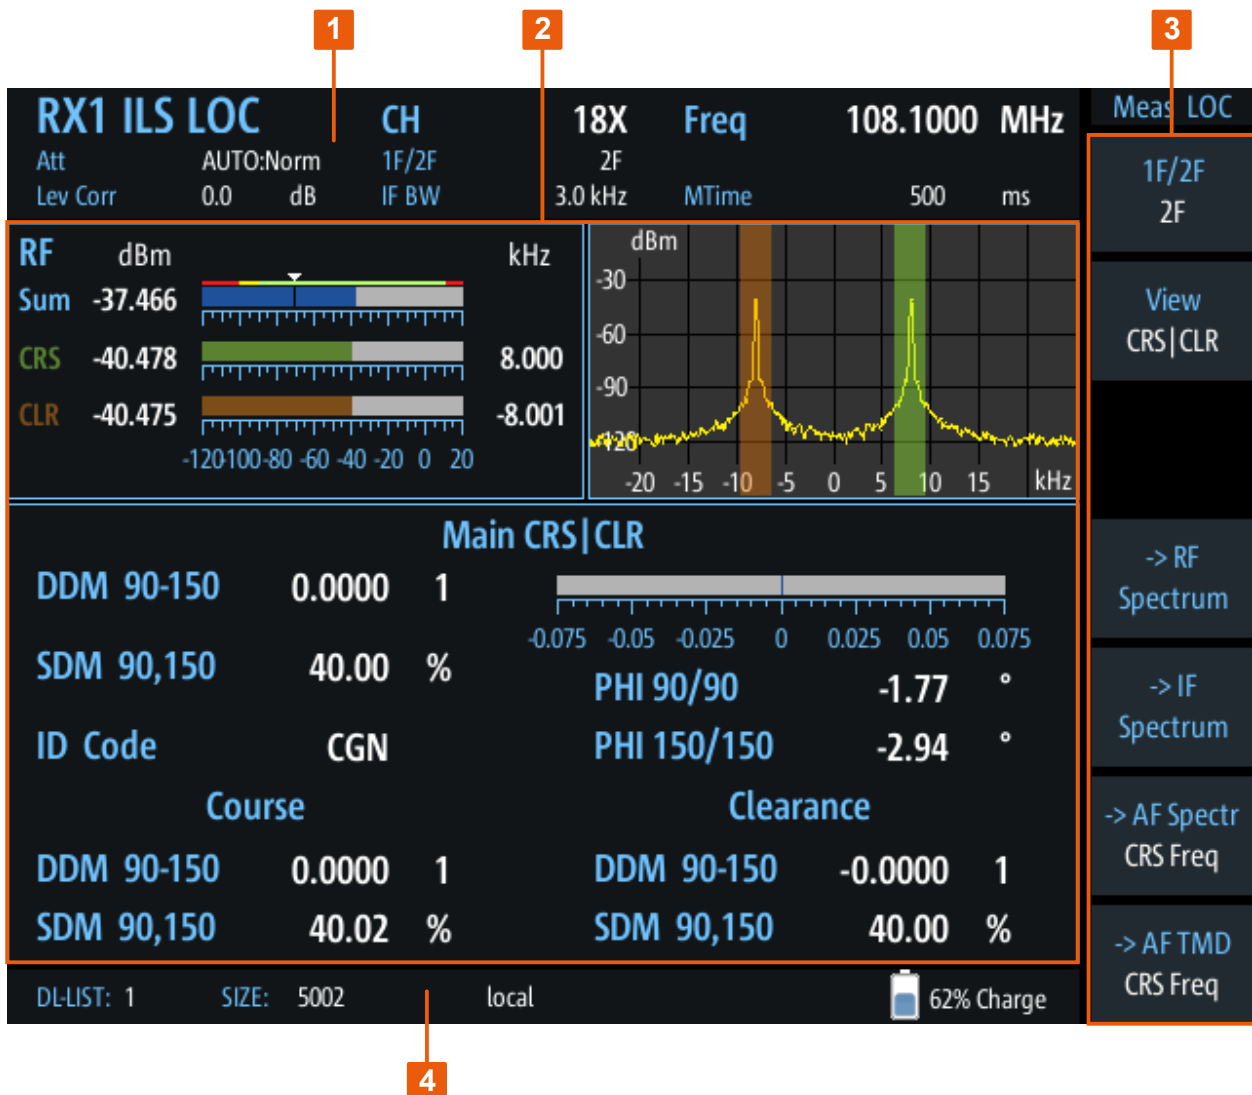 1
2
3
RX1 ILS LOC CH 18X Freq 108.1000 MHz
Att AUTO:Norm 1F/2F 2F
Lev Corr 0.0 dB IF BW 3.0 kHz MTime 500 ms
Meas LOC
1F/2F
2F
View
CRS|CLR
-> RF
Spectrum
-> IF
Spectrum
-> AF Spectr
CRS Freq
-> AF TMD
CRS Freq
RF dBm kHz
Sum -37.466
CRS -40.478 8.000
CLR -40.475 -8.001
-120-100-80 -60 -40 -20 0 20
dBm
-30
-60
-90
-120
-20 -15 -10 -5 0 5 10 15 kHz
Main CRS|CLR
DDM 90-150 0.0000 1
-0.075 -0.05 -0.025 0 0.025 0.05 0.075
SDM 90,150 40.00 %
PHI 90/90 -1.77 °
ID Code CGN
PHI 150/150 -2.94 °
Course
DDM 90-150 0.0000 1
SDM 90,150 40.02 %
Clearance
DDM 90-150 -0.0000 1
SDM 90,150 40.00 %
DL-LIST: 1 SIZE: 5002 local 62% Charge
4